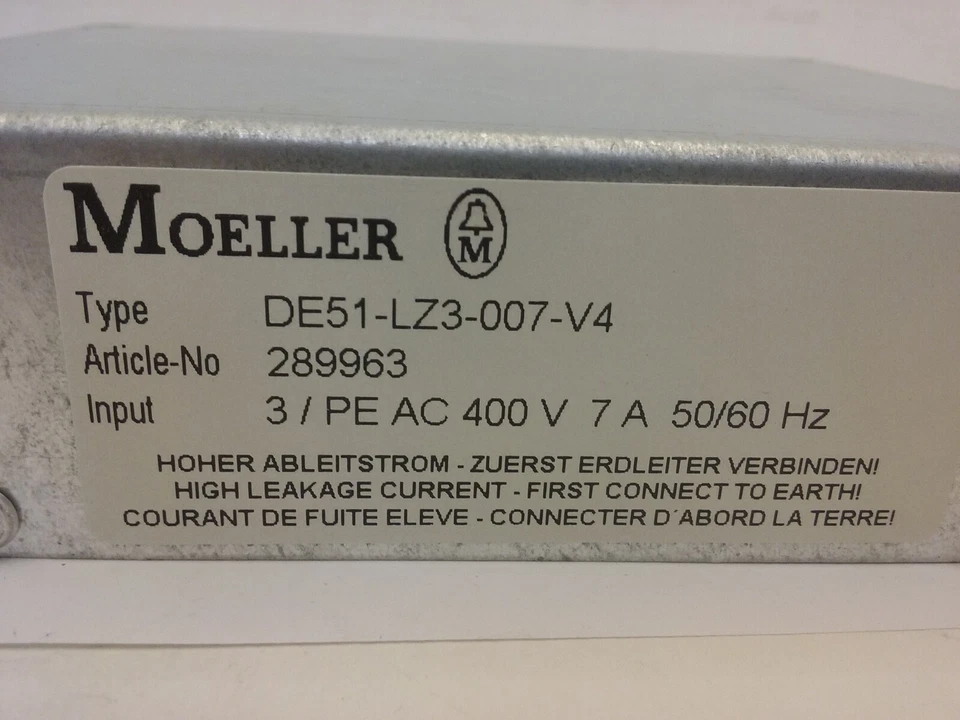 MOELLER M
Type DE51-LZ3-007-V4
Article-No 289963
Input 3 / PE AC 400 V 7 A 50/60 Hz
HOHER ABLEITSTROM - ZUERST ERDLEITER VERBINDEN!
HIGH LEAKAGE CURRENT - FIRST CONNECT TO EARTH!
COURANT DE FUITE ELEVE - CONNECTER D´ABORD LA TERRE!